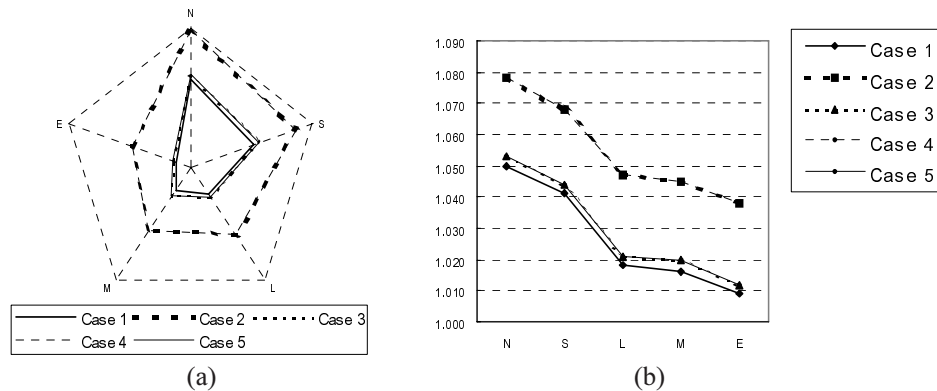 N
E
S
M
L
Case 1 Case 2 Case 3
Case 4 Case 5
(a)
1.090
1.080
1.070
1.060
1.050
1.040
1.030
1.020
1.010
1.000
N S L M E
Case 1
Case 2
Case 3
Case 4
Case 5
(b)